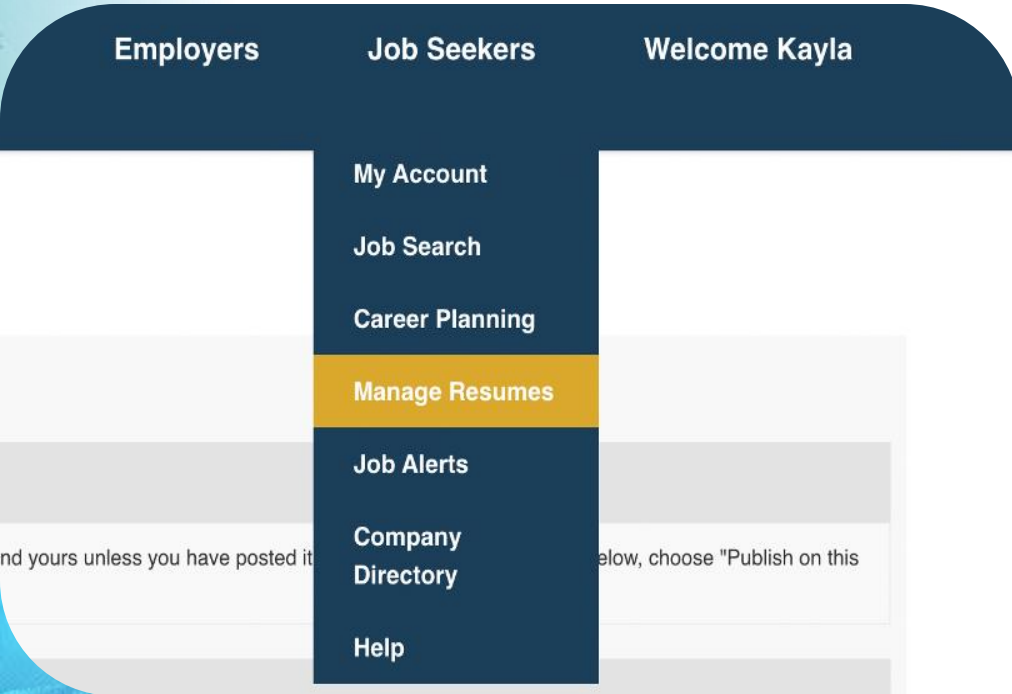 Employers Job Seekers Welcome Kayla
My Account
Job Search
Career Planning
Manage Resumes
Job Alerts
Company
Directory
nd yours unless you have posted it elow, choose "Publish on this
Help